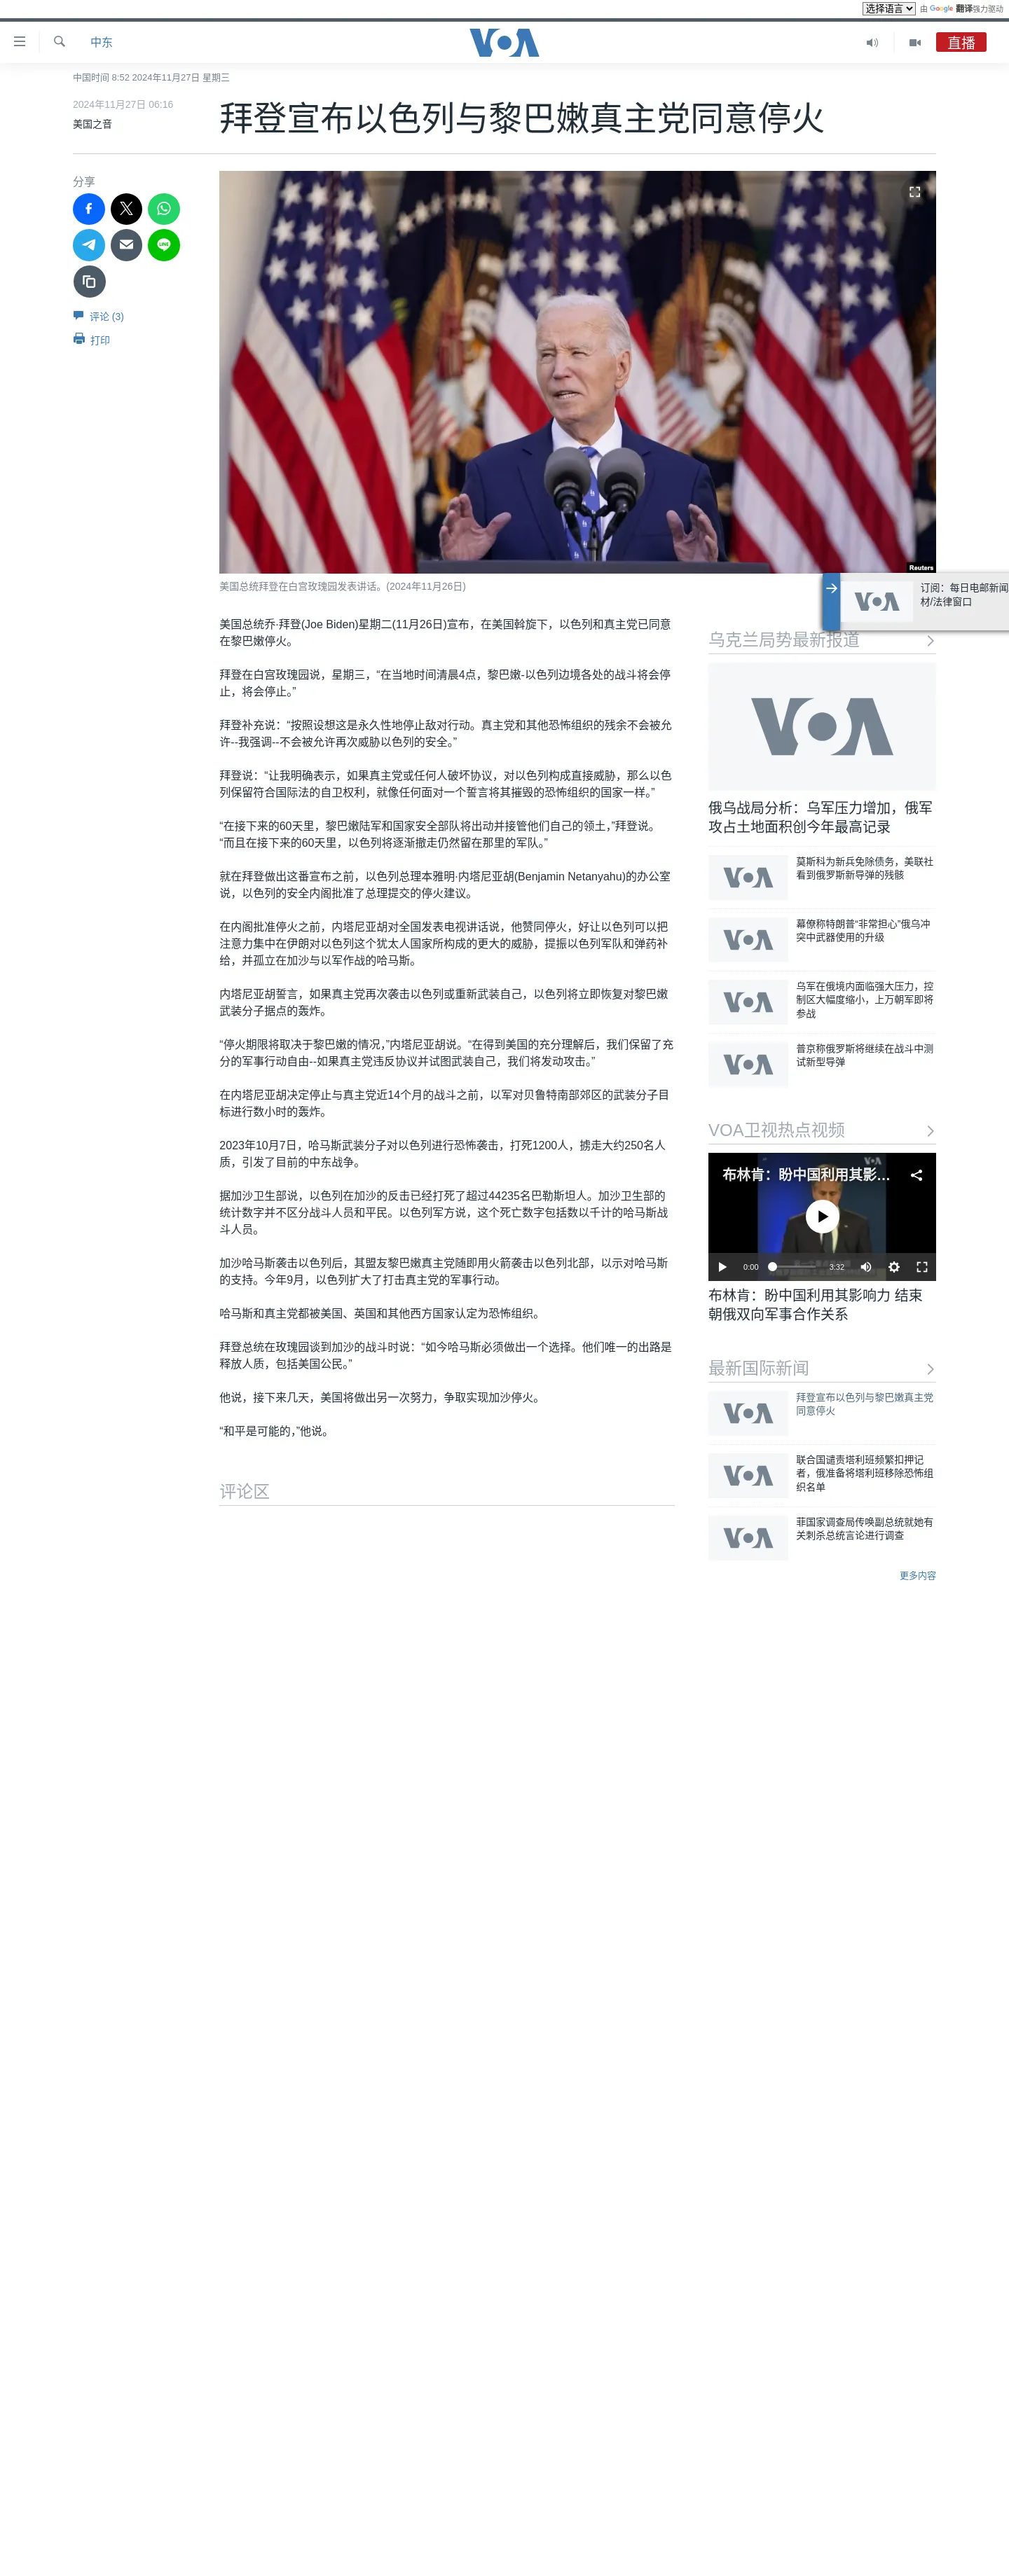 选择语言 由 Google 翻译强力驱动
中东
VOA
直播
中国时间 8:52 2024年11月27日 星期三
2024年11月27日 06:16
美国之音
拜登宣布以色列与黎巴嫩真主党同意停火
分享
LINE
评论 (3)
打印
Reuters
美国总统拜登在白宫玫瑰园发表讲话。(2024年11月26日)
美国总统乔·拜登(Joe Biden)星期二(11月26日)宣布，在美国斡旋下，以色列和真主党已同意
在黎巴嫩停火。
拜登在白宫玫瑰园说，星期三，“在当地时间清晨4点，黎巴嫩-以色列边境各处的战斗将会停
止，将会停止。”
拜登补充说：“按照设想这是永久性地停止敌对行动。真主党和其他恐怖组织的残余不会被允
许--我强调--不会被允许再次威胁以色列的安全。”
拜登说：“让我明确表示，如果真主党或任何人破坏协议，对以色列构成直接威胁，那么以色
列保留符合国际法的自卫权利，就像任何面对一个誓言将其摧毁的恐怖组织的国家一样。”
“在接下来的60天里，黎巴嫩陆军和国家安全部队将出动并接管他们自己的领土，”拜登说。
“而且在接下来的60天里，以色列将逐渐撤走仍然留在那里的军队。”
就在拜登做出这番宣布之前，以色列总理本雅明·内塔尼亚胡(Benjamin Netanyahu)的办公室
说，以色列的安全内阁批准了总理提交的停火建议。
在内阁批准停火之前，内塔尼亚胡对全国发表电视讲话说，他赞同停火，好让以色列可以把
注意力集中在伊朗对以色列这个犹太人国家所构成的更大的威胁，提振以色列军队和弹药补
给，并孤立在加沙与以军作战的哈马斯。
内塔尼亚胡誓言，如果真主党再次袭击以色列或重新武装自己，以色列将立即恢复对黎巴嫩
武装分子据点的轰炸。
“停火期限将取决于黎巴嫩的情况，”内塔尼亚胡说。“在得到美国的充分理解后，我们保留了充
分的军事行动自由--如果真主党违反协议并试图武装自己，我们将发动攻击。”
在内塔尼亚胡决定停止与真主党近14个月的战斗之前，以军对贝鲁特南部郊区的武装分子目
标进行数小时的轰炸。
2023年10月7日，哈马斯武装分子对以色列进行恐怖袭击，打死1200人，掳走大约250名人
质，引发了目前的中东战争。
据加沙卫生部说，以色列在加沙的反击已经打死了超过44235名巴勒斯坦人。加沙卫生部的
统计数字并不区分战斗人员和平民。以色列军方说，这个死亡数字包括数以千计的哈马斯战
斗人员。
加沙哈马斯袭击以色列后，其盟友黎巴嫩真主党随即用火箭袭击以色列北部，以示对哈马斯
的支持。今年9月，以色列扩大了打击真主党的军事行动。
哈马斯和真主党都被美国、英国和其他西方国家认定为恐怖组织。
拜登总统在玫瑰园谈到加沙的战斗时说：“如今哈马斯必须做出一个选择。他们唯一的出路是
释放人质，包括美国公民。”
他说，接下来几天，美国将做出另一次努力，争取实现加沙停火。
“和平是可能的，”他说。
评论区
VOA
订阅：每日电邮新闻
材/法律窗口
乌克兰局势最新报道
VOA
俄乌战局分析：乌军压力增加，俄军
攻占土地面积创今年最高记录
VOA
莫斯科为新兵免除债务，美联社
看到俄罗斯新导弹的残骸
VOA
幕僚称特朗普“非常担心”俄乌冲
突中武器使用的升级
VOA
乌军在俄境内面临强大压力，控
制区大幅度缩小，上万朝军即将
参战
VOA
普京称俄罗斯将继续在战斗中测
试新型导弹
VOA卫视热点视频
VOA
布林肯：盼中国利用其影...
0:00
3:32
布林肯：盼中国利用其影响力 结束
朝俄双向军事合作关系
最新国际新闻
VOA
拜登宣布以色列与黎巴嫩真主党
同意停火
VOA
联合国谴责塔利班频繁扣押记
者，俄准备将塔利班移除恐怖组
织名单
VOA
菲国家调查局传唤副总统就她有
关刺杀总统言论进行调查
更多内容